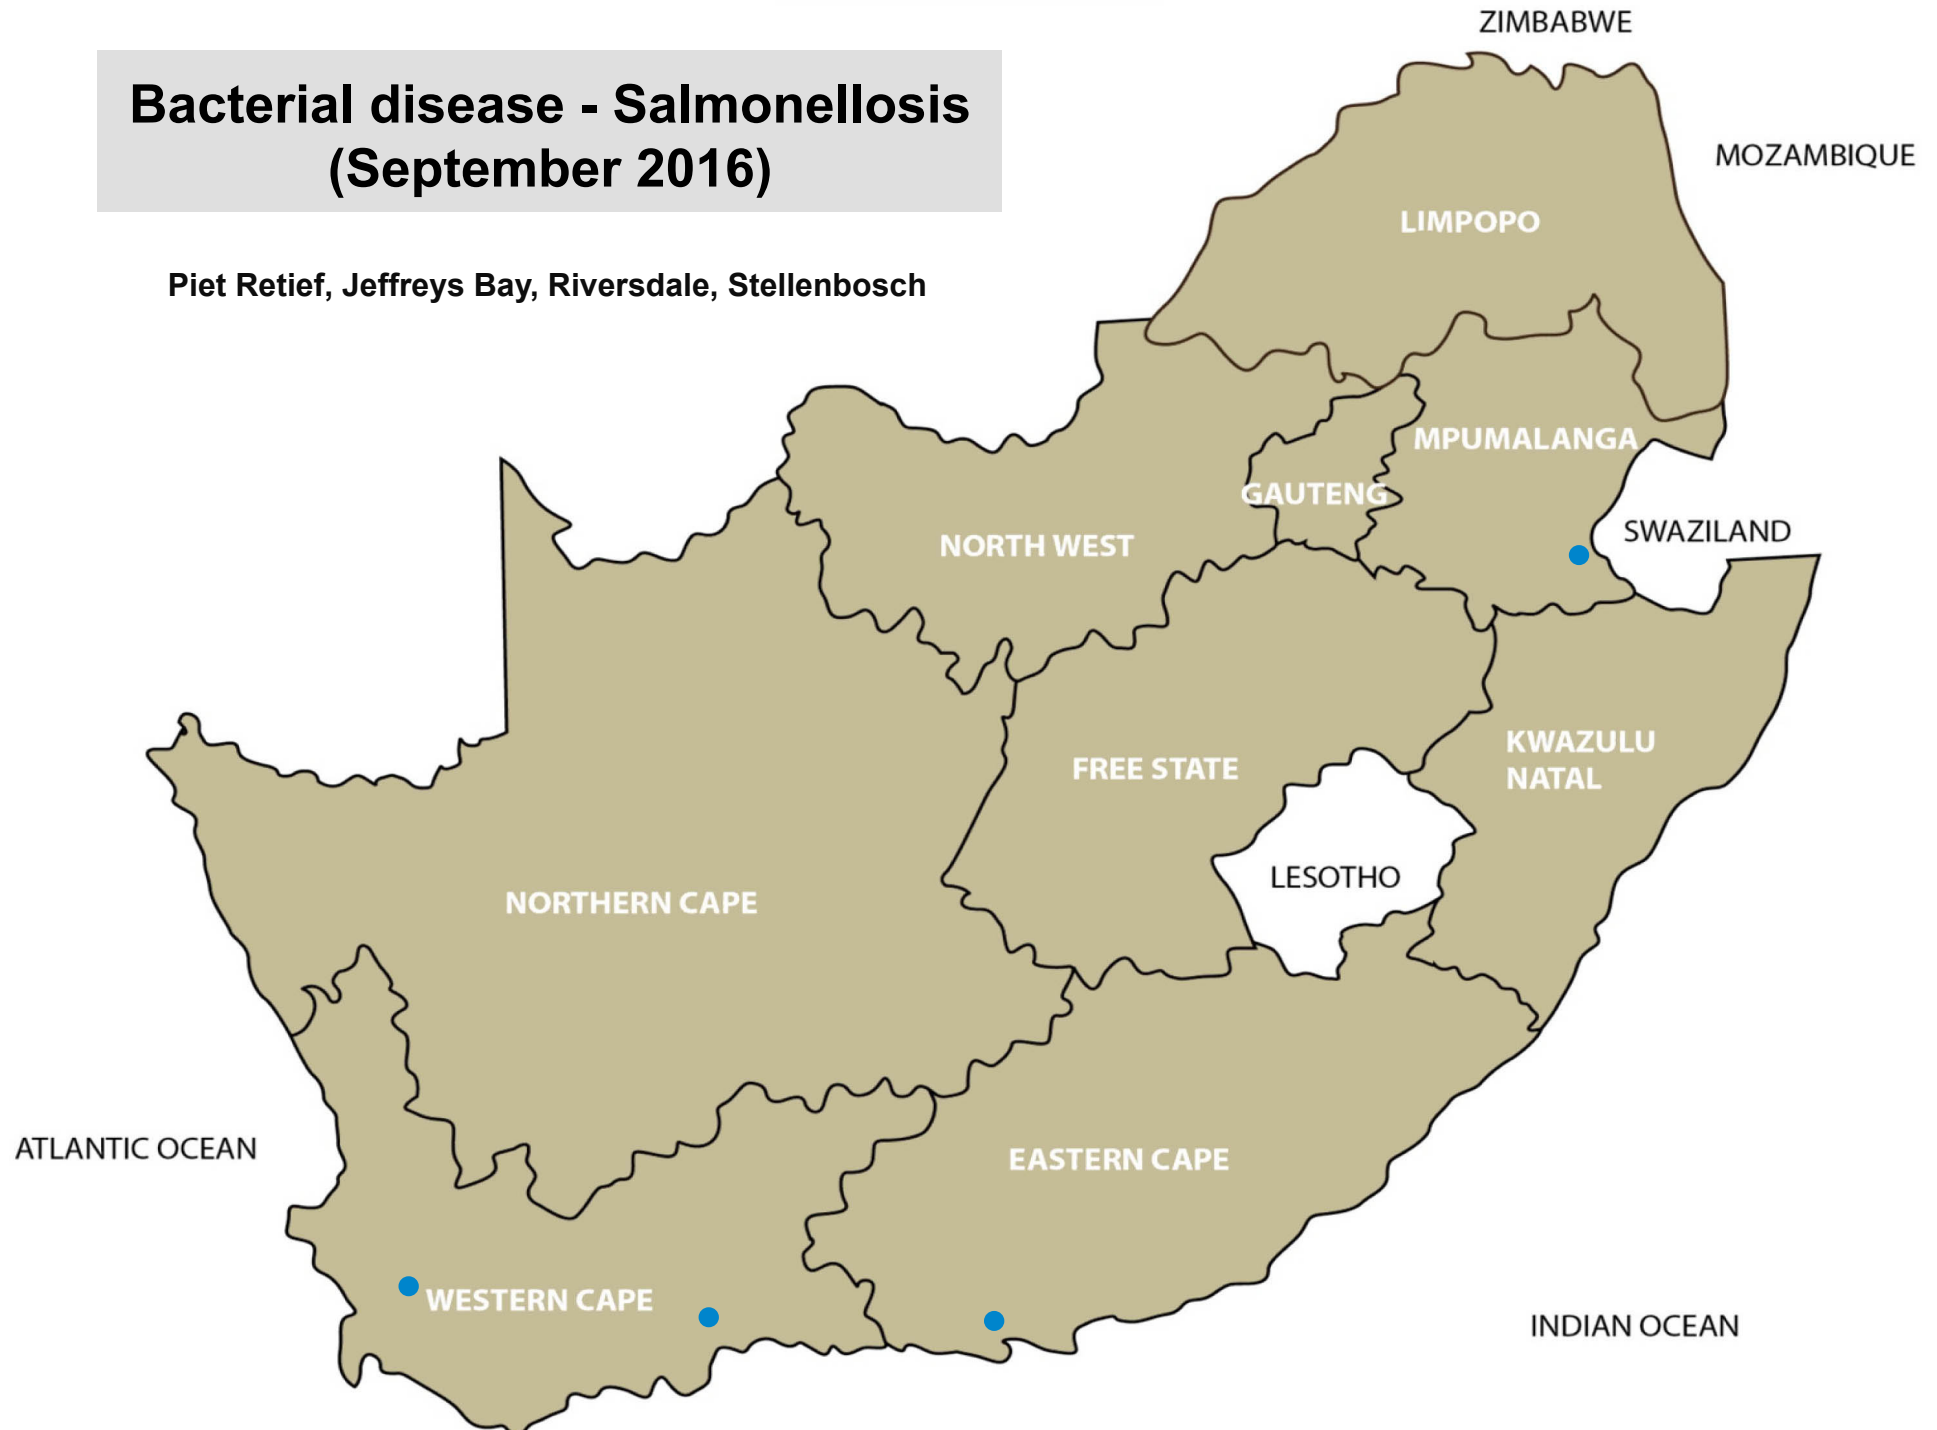 ZIMBABWE
Bacterial disease - Salmonellosis
(September 2016)
MOZAMBIQUE
LIMPOPO
Piet Retief, Jeffreys Bay, Riversdale, Stellenbosch
MPUMALANGA
GAUTENG
SWAZILAND
NORTH WEST
KWAZULU
NATAL
FREE STATE
LESOTHO
NORTHERN CAPE
ATLANTIC OCEAN
EASTERN CAPE
WESTERN CAPE
INDIAN OCEAN